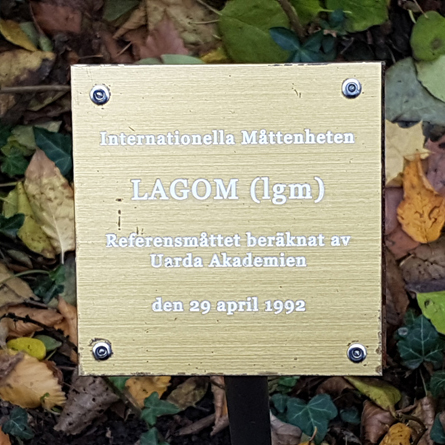 Internationella Måttenheten
LAGOM (lgm)
Referensmåttet beräknat av
Uarda Akademien
den 29 april 1992